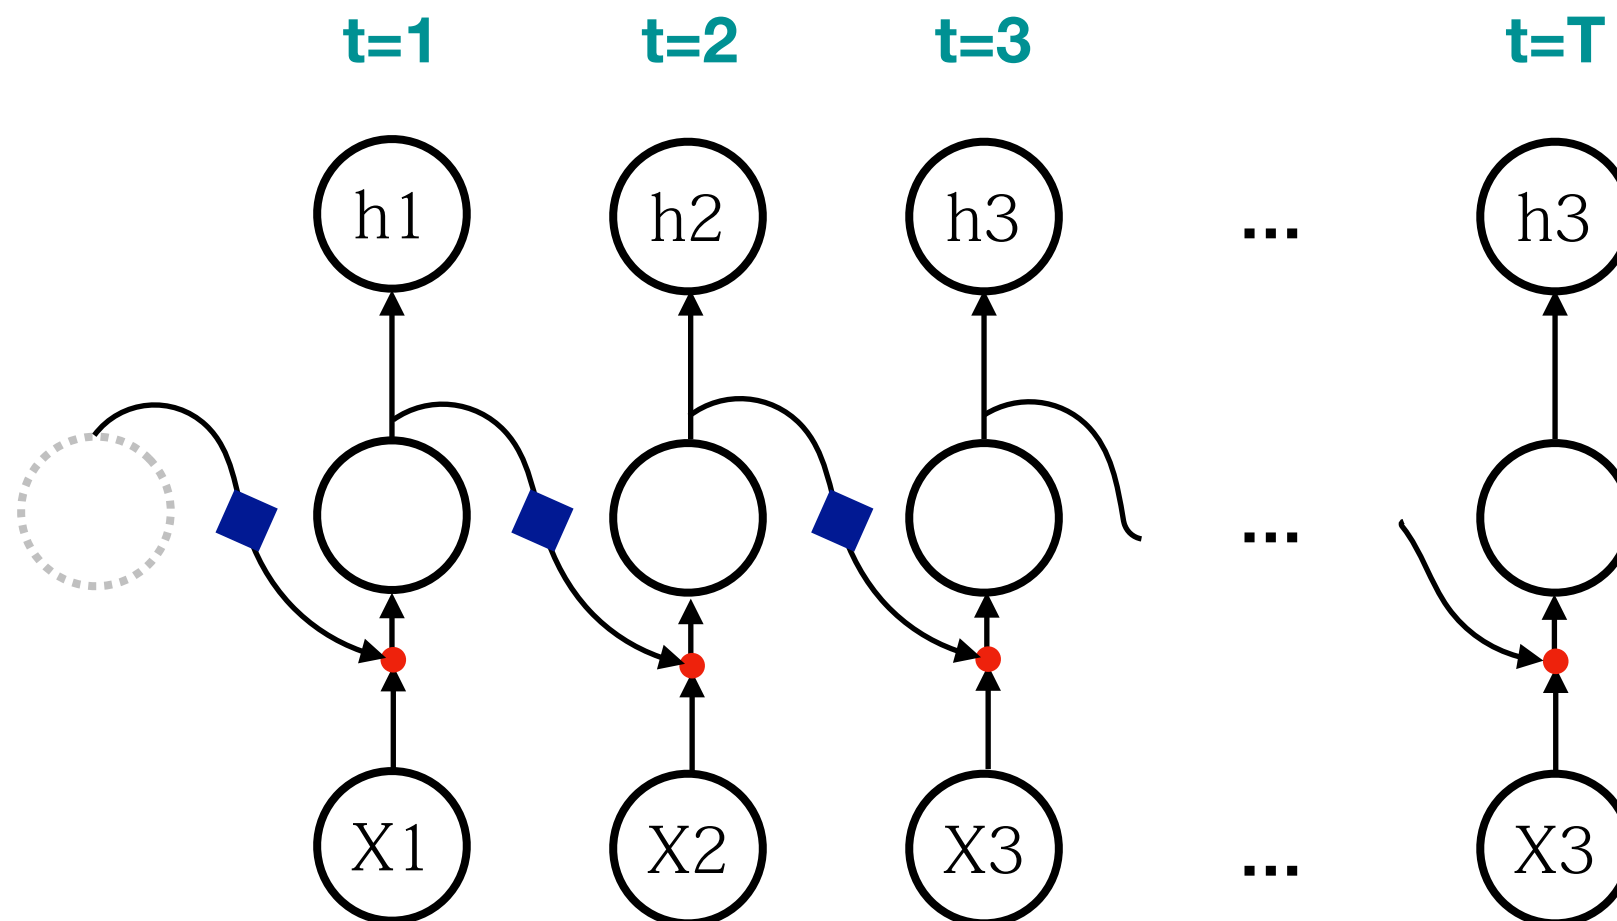 t=1 t=2 t=3 t=T
h1 h2 h3 ... h3
...
X1 X2 X3 ... X3